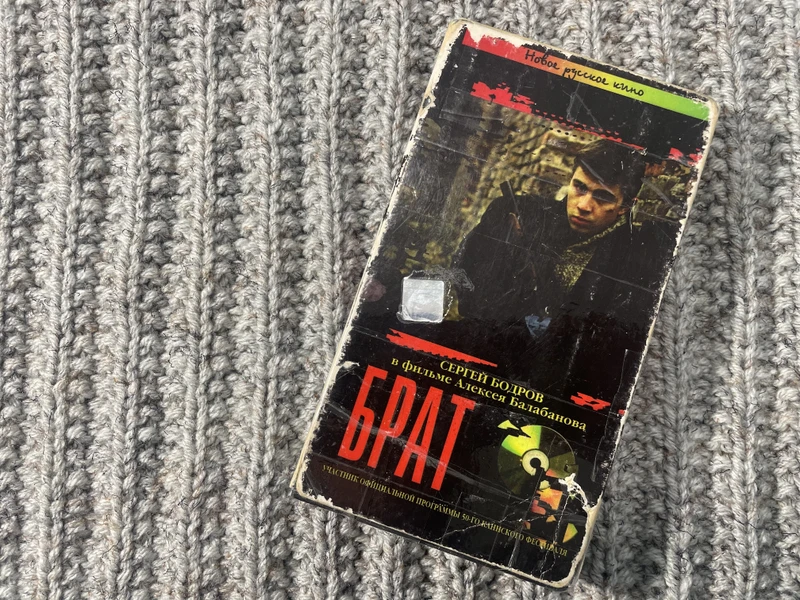 Новое русское кино
СЕРГЕЙ БОДРОВ
в фильме Алексея Балабанова
БРАТ
УЧАСТНИК ОФИЦИАЛЬНОЙ ПРОГРАММЫ 50-ГО КАННСКОГО ФЕСТИВАЛЯ